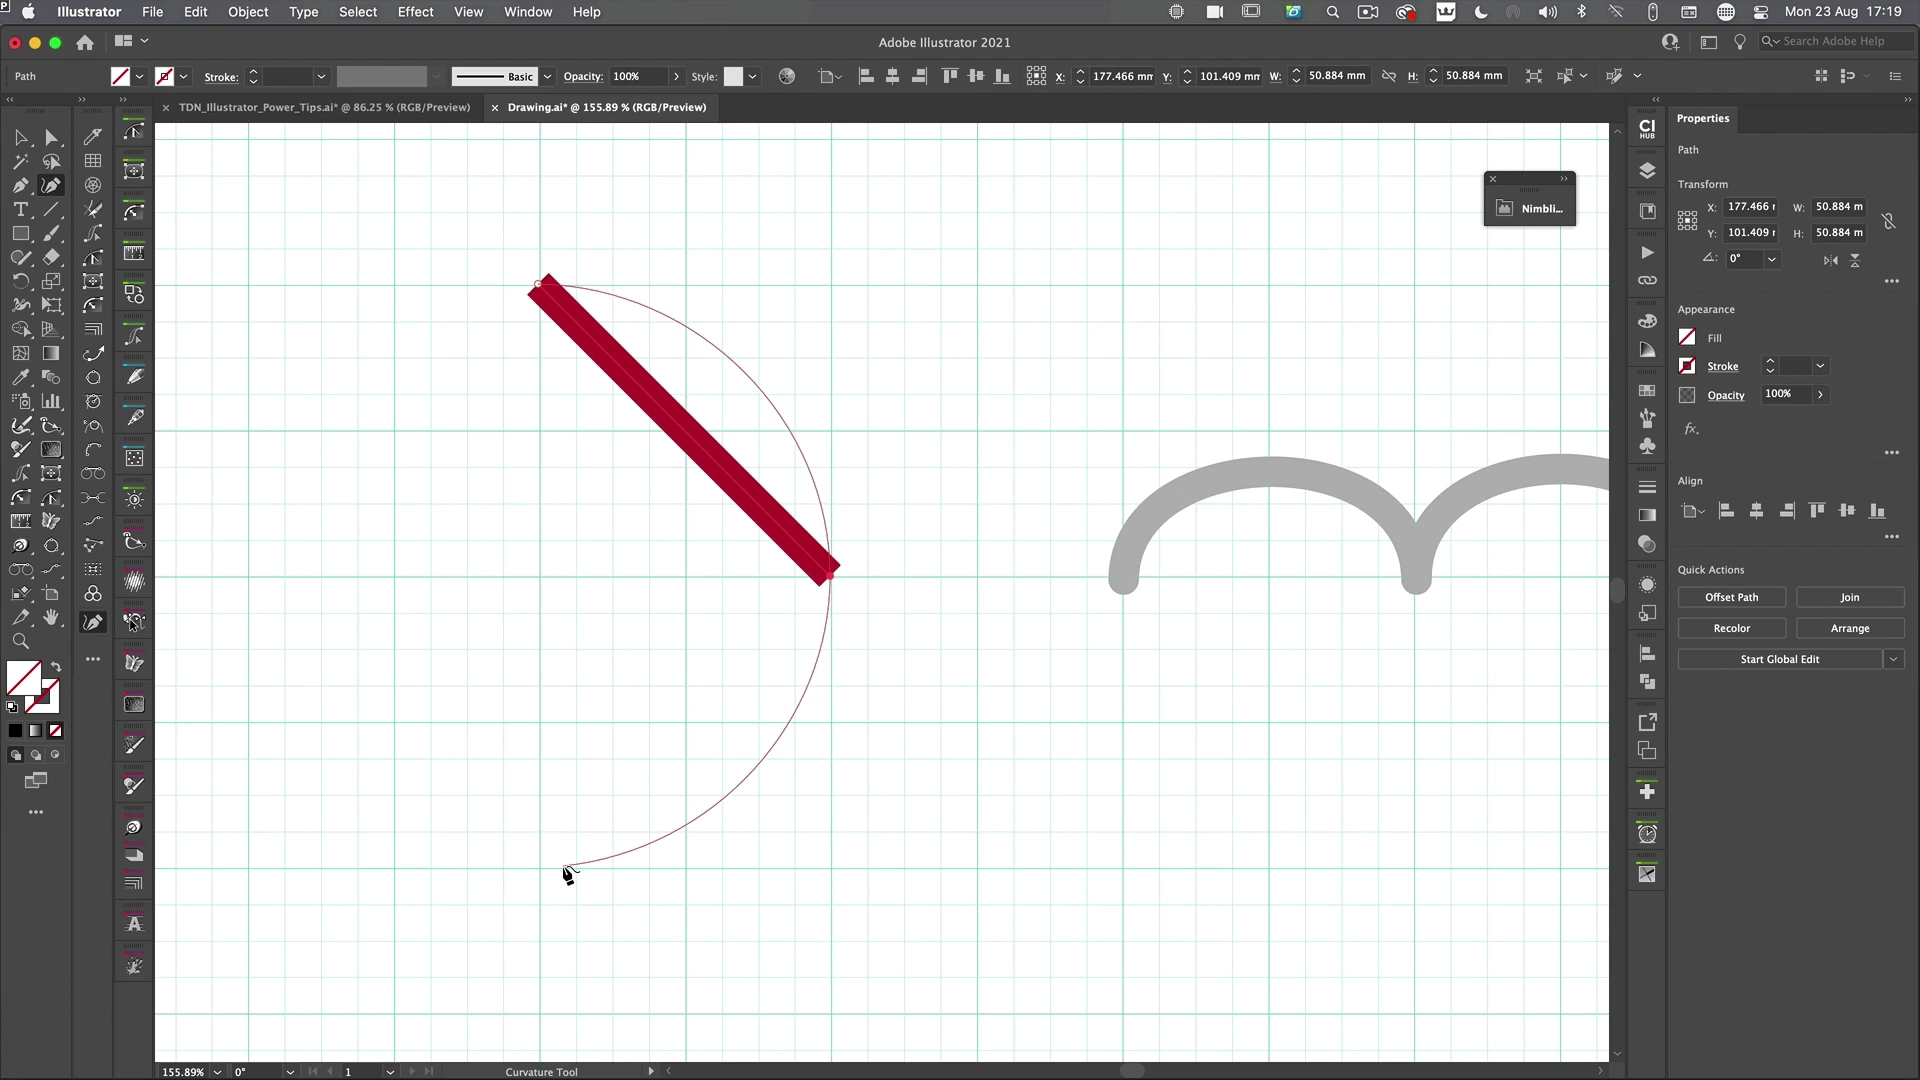 P
Illustrator File Edit Object Type Select Effect View Window Help
Mon 23 Aug 17:19
Adobe Illustrator 2021
Search Adobe Help
Path
Stroke:
Basic
Opacity: 100%
Style:
X: 177.466 mm
Y: 101.409 mm
W: 50.884 mm
H: 50.884 mm
TDN_Illustrator_Power_Tips.ai* @ 86.25 % (RGB/Preview)
Drawing.ai* @ 155.89 % (RGB/Preview)
Nimbli...
CI
HUB
Properties
Path
Transform
X: 177.466 r
W: 50.884 m
Y: 101.409 r
H: 50.884 m
0°
Appearance
Fill
Stroke
Opacity 100%
fx.
Align
Quick Actions
Offset Path
Join
Recolor
Arrange
Start Global Edit
155.89%
0°
1
Curvature Tool